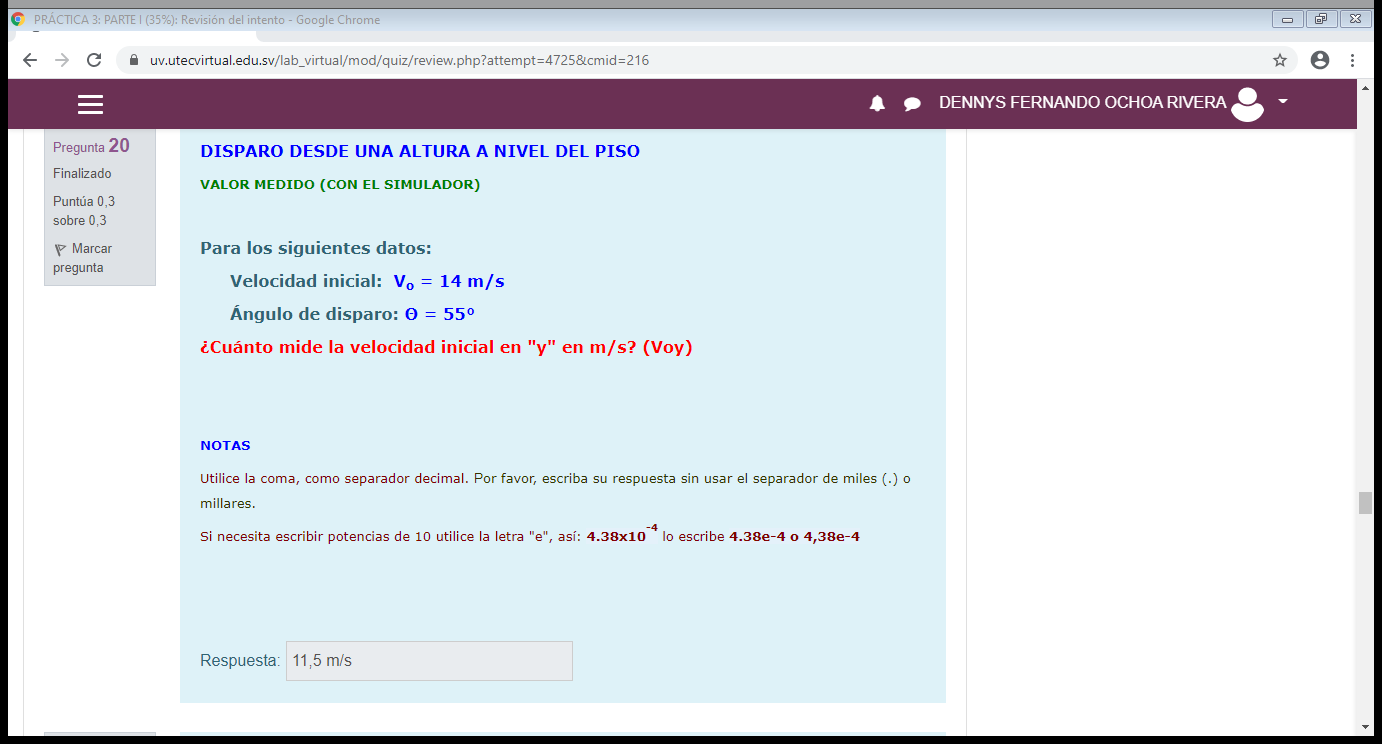 PRÁCTICA 3: PARTE I (35%): Revisión del intento - Google Chrome
uv.utecvirtual.edu.sv/lab_virtual/mod/quiz/review.php?attempt=4725&cmid=216
DENNYS FERNANDO OCHOA RIVERA
Pregunta 20
Finalizado
Puntúa 0,3
sobre 0,3
Marcar
pregunta
DISPARO DESDE UNA ALTURA A NIVEL DEL PISO
VALOR MEDIDO (CON EL SIMULADOR)
Para los siguientes datos:
Velocidad inicial: Vo = 14 m/s
Ángulo de disparo: Θ = 55º
¿Cuánto mide la velocidad inicial en "y" en m/s? (Voy)
NOTAS
Utilice la coma, como separador decimal. Por favor, escriba su respuesta sin usar el separador de miles (.) o
millares.
Si necesita escribir potencias de 10 utilice la letra "e", así: 4.38x10-4 lo escribe 4.38e-4 o 4,38e-4
Respuesta: 11,5 m/s